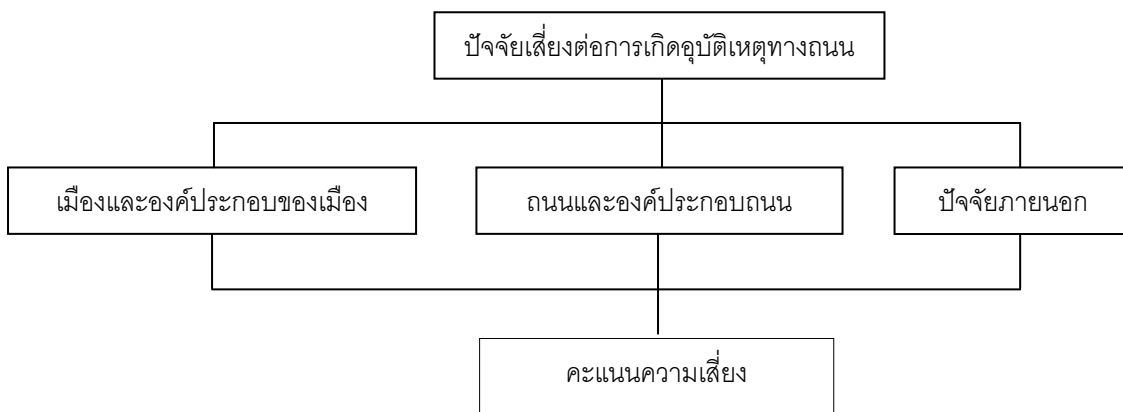 ปัจจัยเสี่ยงต่อการเกิดอุบัติเหตุทางถนน
เมืองและองค์ประกอบของเมือง
ถนนและองค์ประกอบถนน
ปัจจัยภายนอก
คะแนนความเสี่ยง